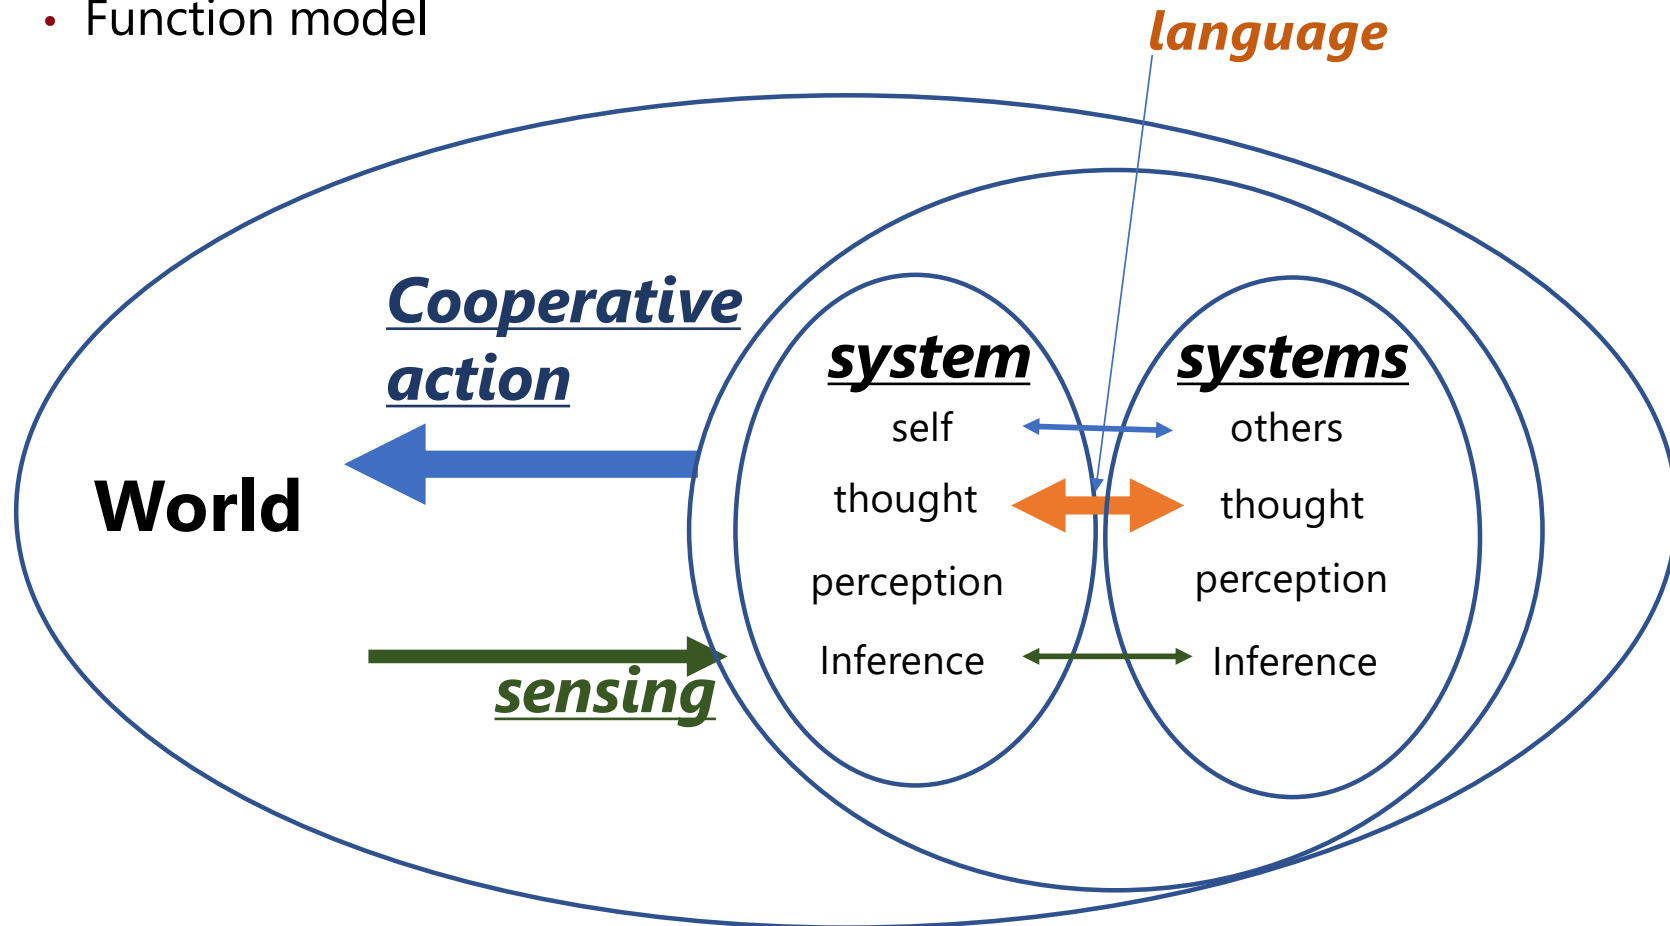 • Function model
language
Cooperative
action
World
sensing
system
self
thought
perception
Inference
systems
others
thought
perception
Inference